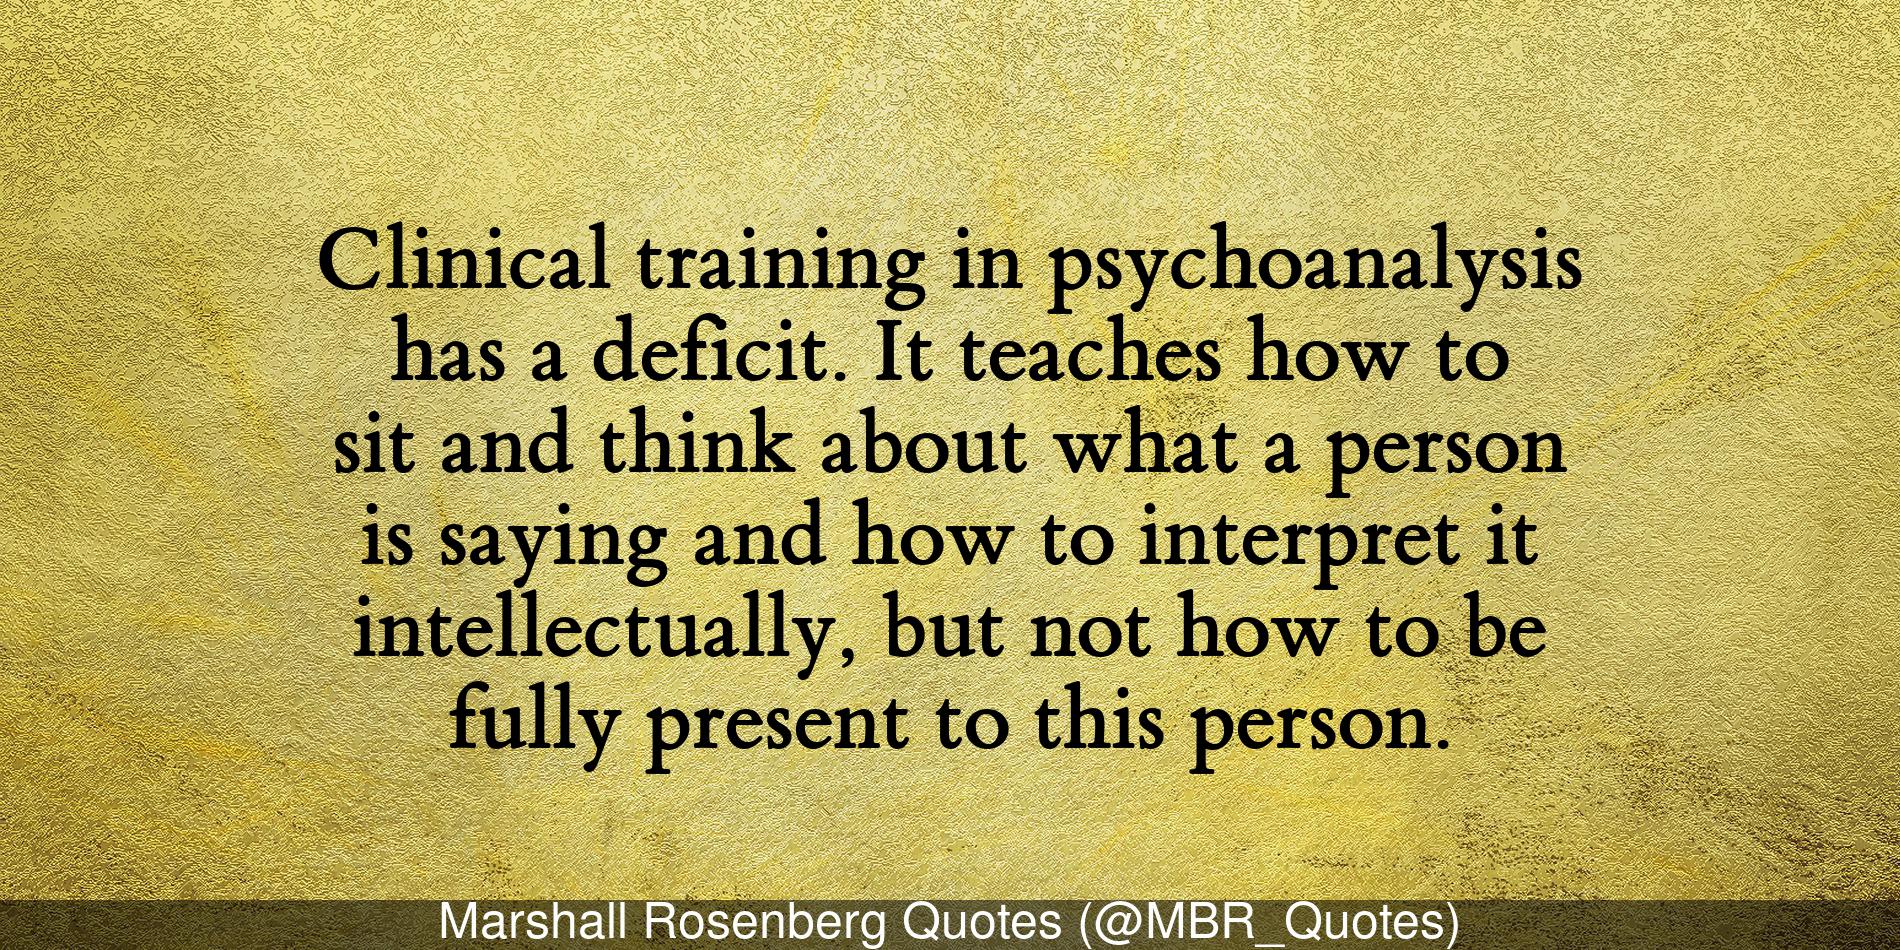 Clinical training in psychoanalysis
has a deficit. It teaches how to
sit and think about what a person
is saying and how to interpret it
intellectually, but not how to be
fully present to this person.
Marshall Rosenberg Quotes (@MBR_Quotes)